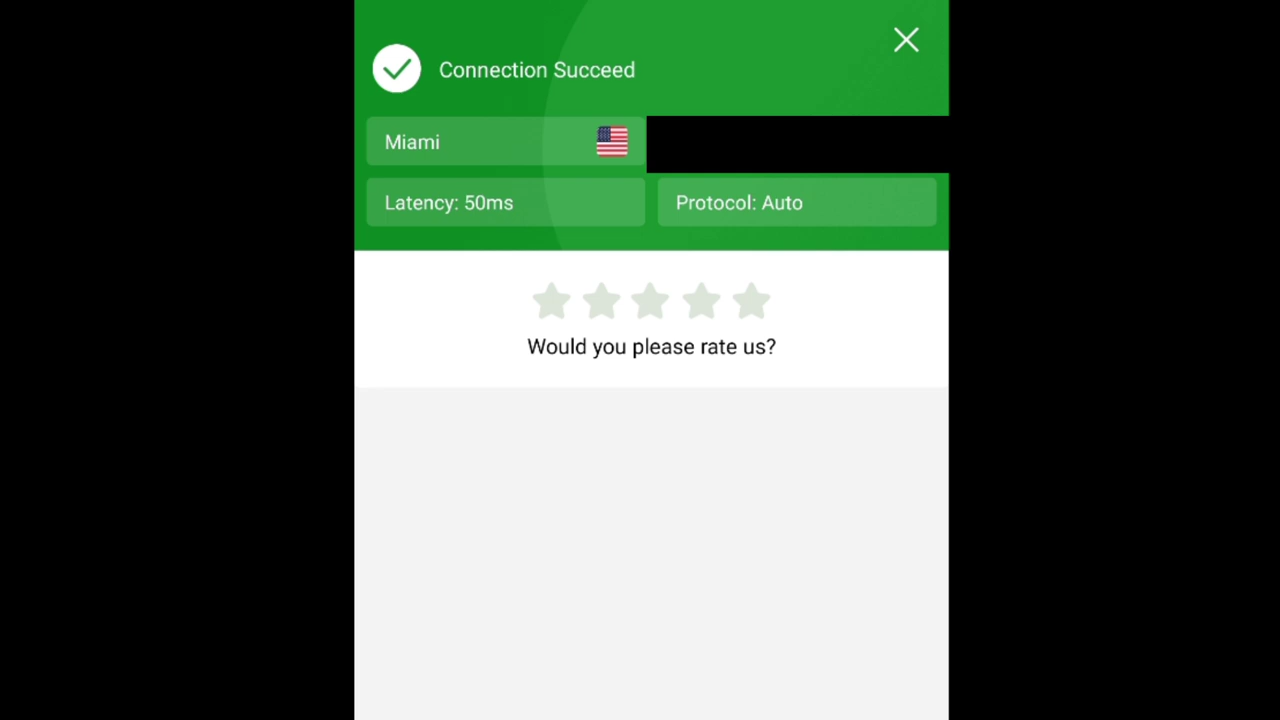 Connection Succeed
Miami
Latency: 50ms
Protocol: Auto
Would you please rate us?